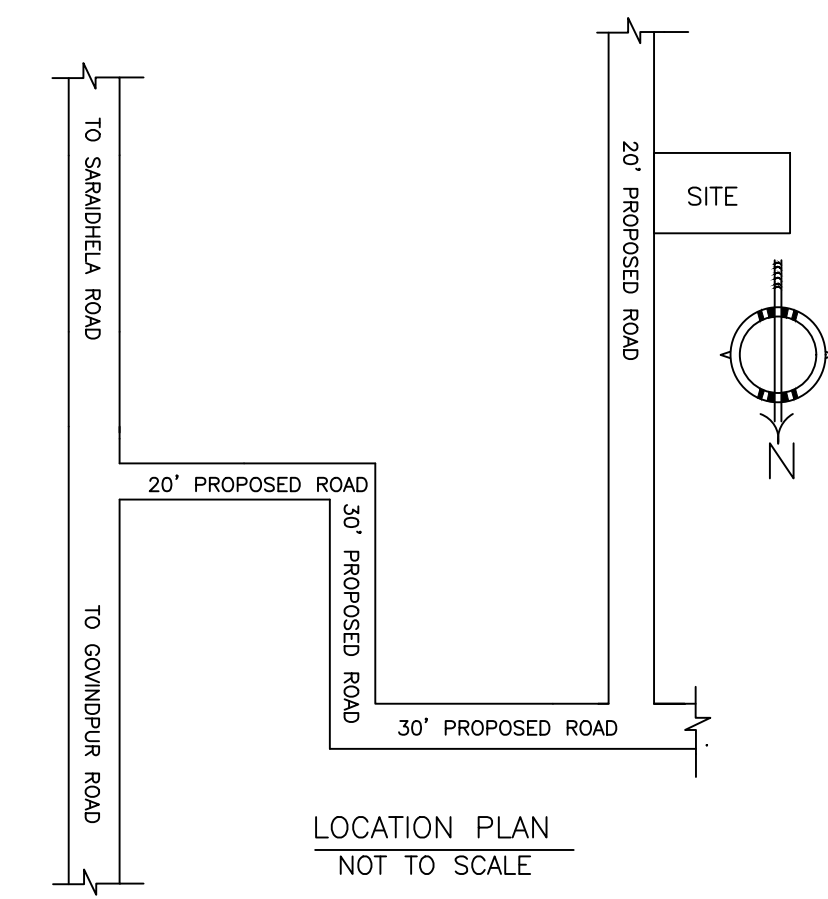 TO SARAIDHELA ROAD
20' PROPOSED ROAD
SITE
N
20' PROPOSED ROAD
30' PROPOSED ROAD
TO GOVINDPUR ROAD
30' PROPOSED ROAD
LOCATION PLAN
NOT TO SCALE